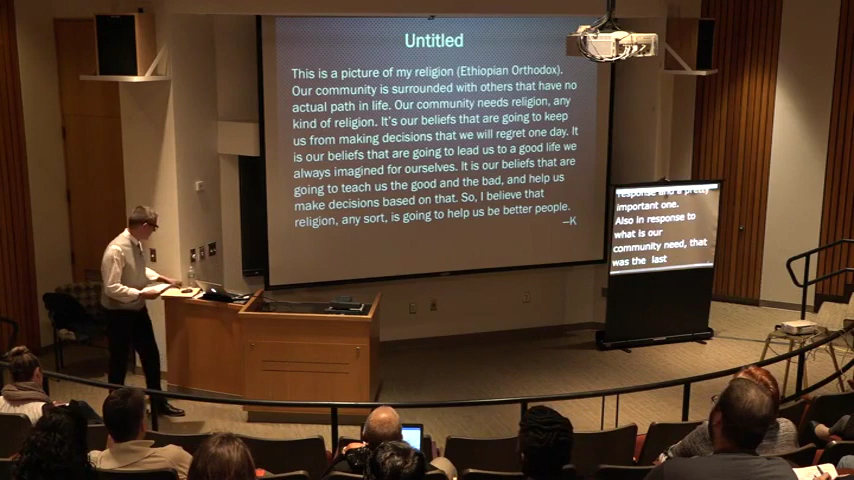 Untitled
This is a picture of my religion (Ethiopian Orthodox).
Our community is surrounded with others that have no
actual path in life. Our community needs religion, any
kind of religion. It's our beliefs that are going to keep
us from making decisions that we will regret one day. It
is our beliefs that are going to lead us to a good life we
always imagined for ourselves. It is our beliefs that are
going to teach us the good and the bad, and help us
make decisions based on that. So, I believe that
religion, any sort, is going to help us be better people.
–K
response and a pretty
important one.
Also in response to
what is our
community need, that
was the last